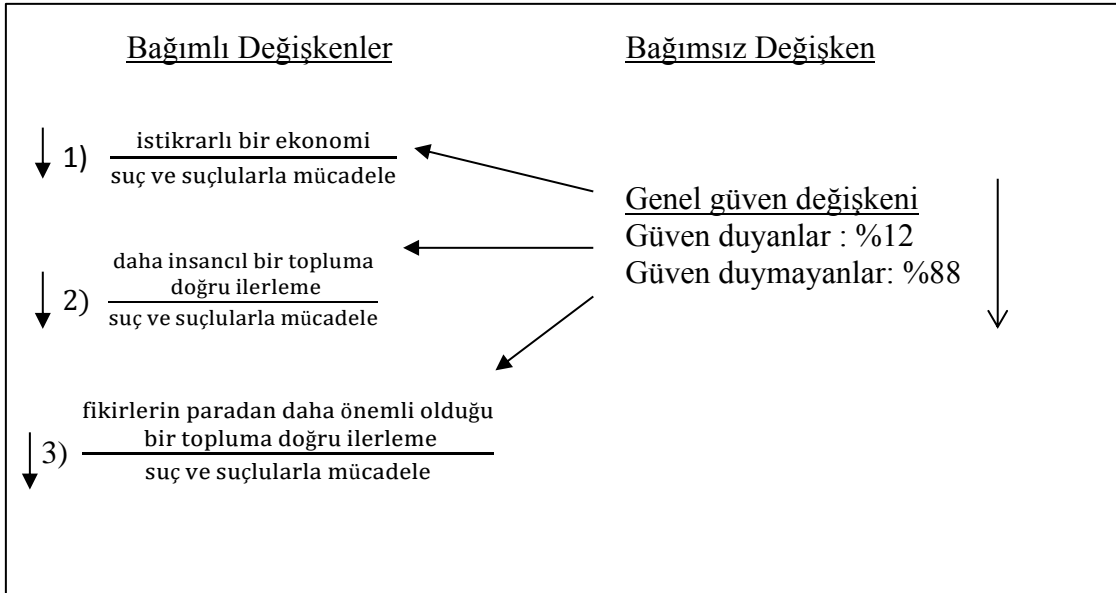 Bağımlı Değişkenler
Bağımsız Değişken
1) istikrarlı bir ekonomi
suç ve suçlularla mücadele
2) daha insancıl bir topluma
doğru ilerleme
suç ve suçlularla mücadele
3) fikirlerin paradan daha önemli olduğu
bir topluma doğru ilerleme
suç ve suçlularla mücadele
Genel güven değişkeni
Güven duyanlar : %12
Güven duymayanlar: %88